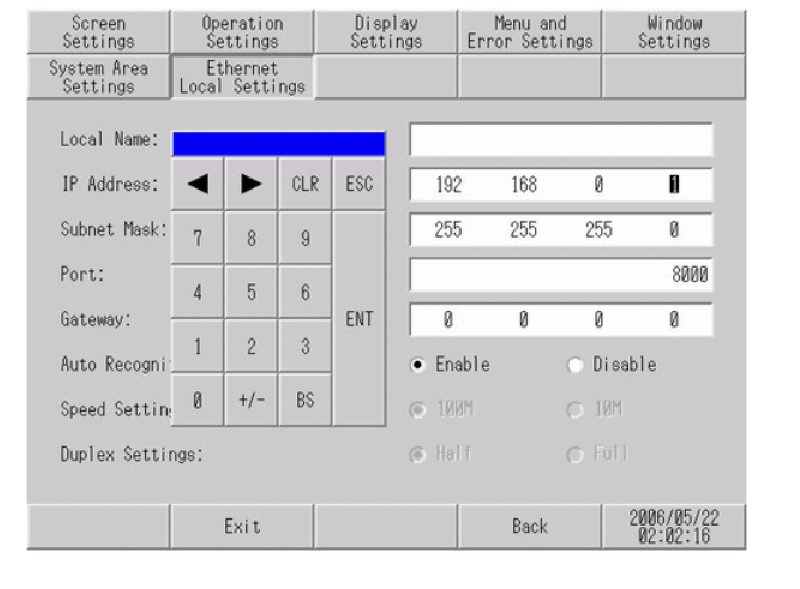 Screen Settings
Operation Settings
Display Settings
Menu and Error Settings
Window Settings
System Area Settings
Ethernet Local Settings
Local Name:
IP Address: 192 168 0 1
Subnet Mask: 255 255 255 0
Port: 8000
Gateway: 0 0 0 0
Auto Recogni Enable Disable
Speed Settin 100M 10M
Duplex Settings: Half Full
CLR ESC
7 8 9
4 5 6
ENT
1 2 3
0 +/- BS
Exit
Back
2006/05/22
02:02:16